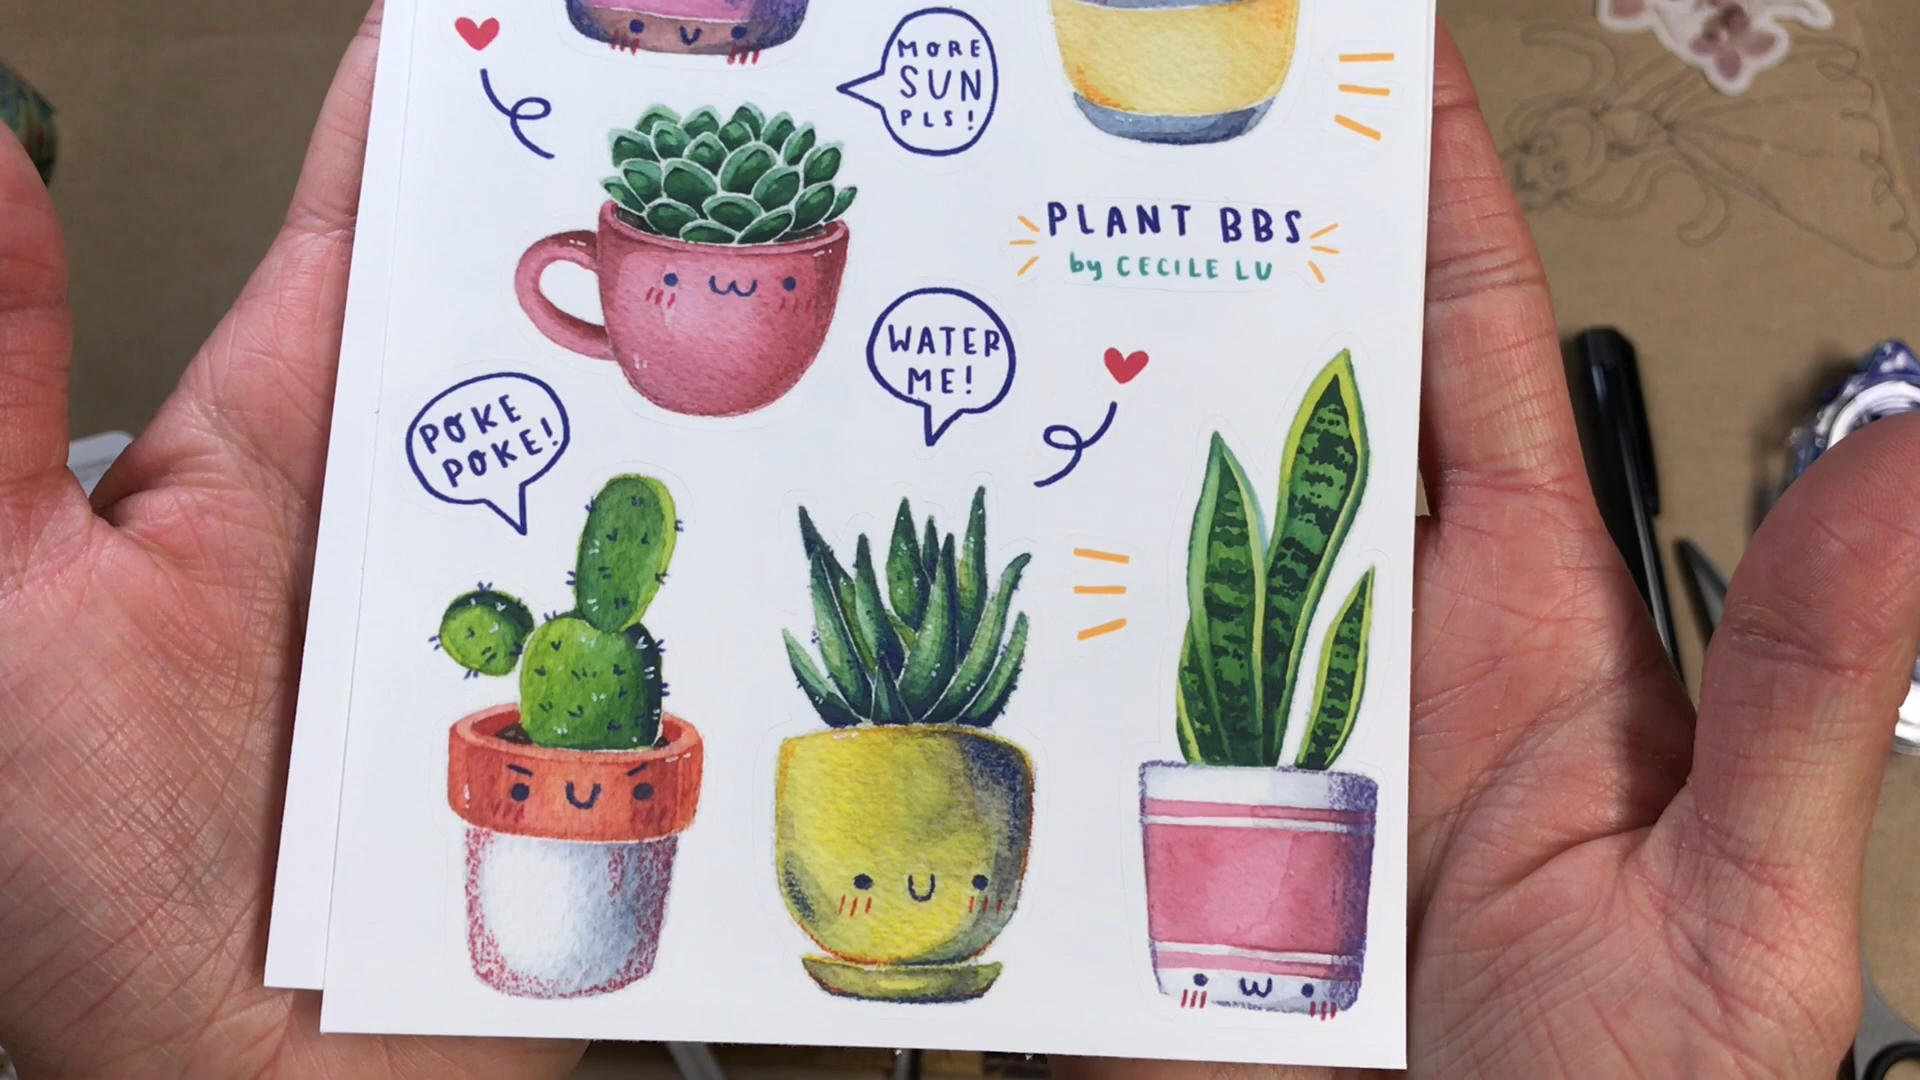 MORE
SUN
PLS!
PLANT BBS
by CECILE LU
WATER
ME!
POKE
POKE!